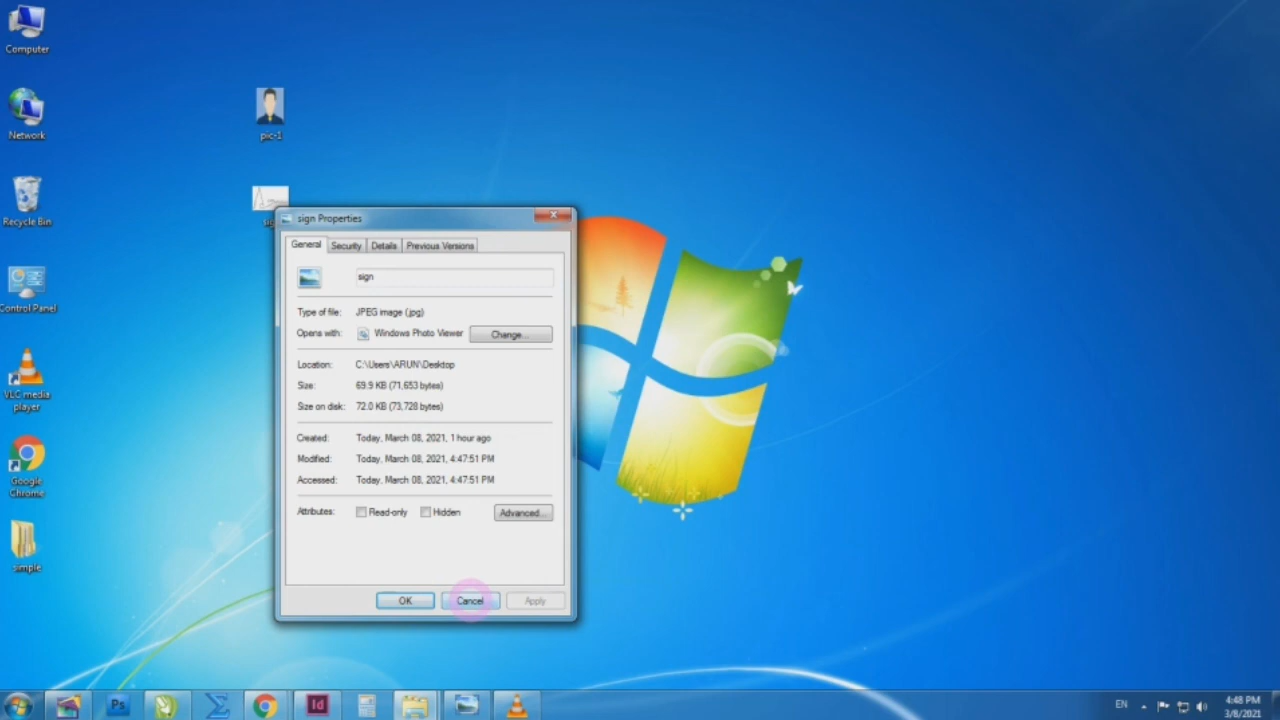 Computer
Network
Recycle Bin
Control Panel
VLC media
player
Google
Chrome
simple
pic-1
sign Properties
General
Security
Details
Previous Versions
sign
Type of file:
JPEG image (.jpg)
Opens with:
Windows Photo Viewer
Change...
Location:
C:\Users\ARUN\Desktop
Size:
69.9 KB (71,653 bytes)
Size on disk:
72.0 KB (73,728 bytes)
Created:
Today, March 08, 2021, 1 hour ago
Modified:
Today, March 08, 2021, 4:47:51 PM
Accessed:
Today, March 08, 2021, 4:47:51 PM
Attributes:
Read-only
Hidden
Advanced...
OK
Cancel
Apply
Ps
Id
EN
4:48 PM
3/8/2021